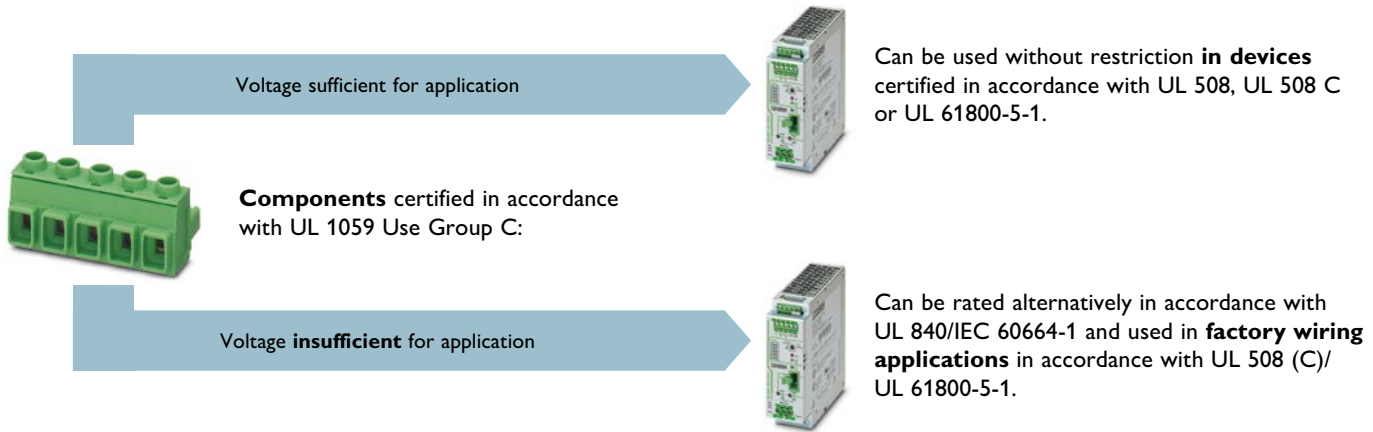 Voltage sufficient for application
Can be used without restriction in devices
certified in accordance with UL 508, UL 508 C
or UL 61800-5-1.
Components certified in accordance
with UL 1059 Use Group C:
Voltage insufficient for application
Can be rated alternatively in accordance with
UL 840/IEC 60664-1 and used in factory wiring
applications in accordance with UL 508 (C)/
UL 61800-5-1.